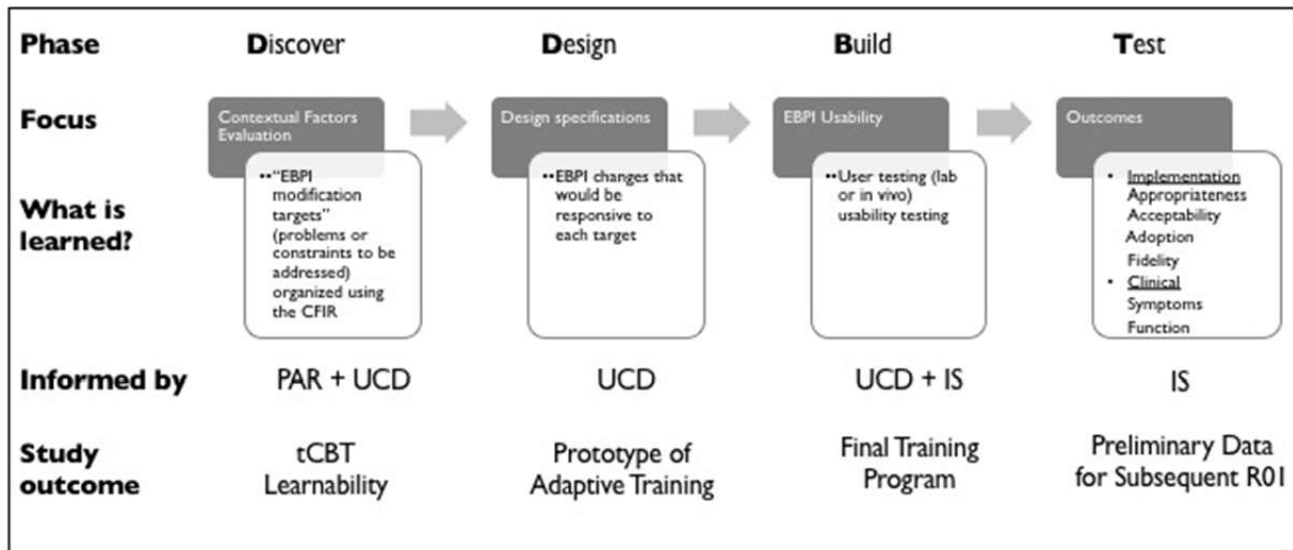 Phase
Discover
Design
Build
Test
Focus
Contextual Factors
Evaluation
Design specifications
EBPI Usability
Outcomes
What is
learned?
••"EBPI
modification
targets"
(problems or
constraints to be
addressed)
organized using
the CFIR
••EBPI changes that
would be
responsive to
each target
••User testing (lab
or in vivo)
usability testing
• Implementation
Appropriateness
Acceptability
Adoption
Fidelity
• Clinical
Symptoms
Function
Informed by
PAR + UCD
UCD
UCD + IS
IS
Study
outcome
tCBT
Learnability
Prototype of
Adaptive Training
Final Training
Program
Preliminary Data
for Subsequent R01